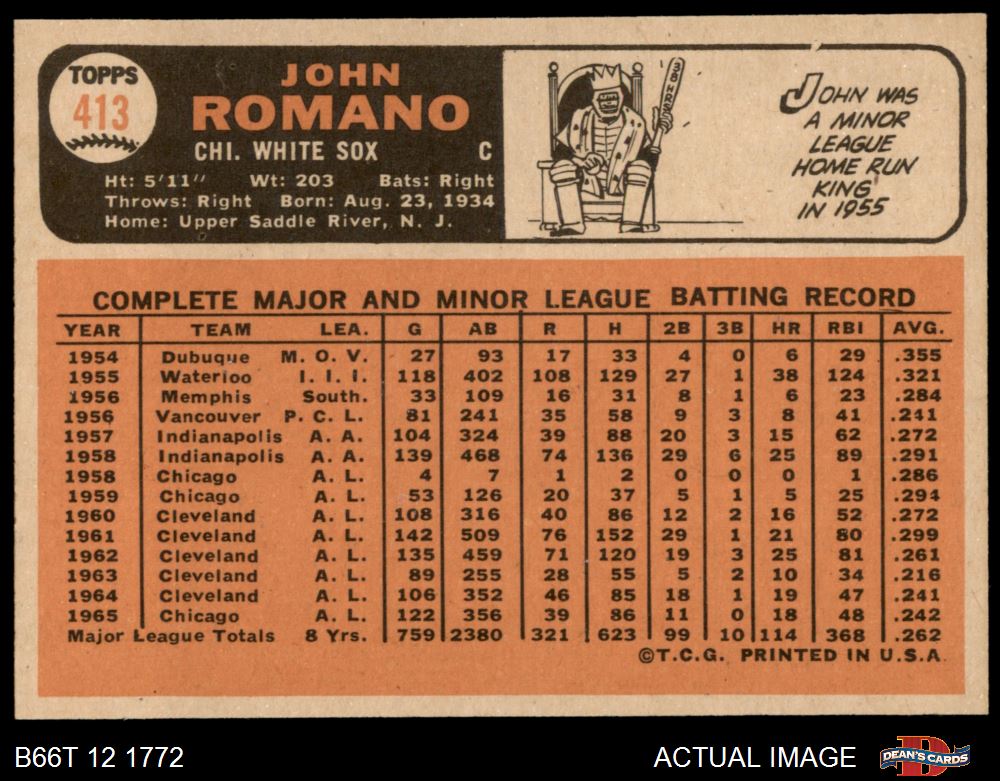 TOPPS
413
JOHN
ROMANO
CHI. WHITE SOX C
Ht: 5'11" Wt: 203 Bats: Right
Throws: Right Born: Aug. 23, 1934
Home: Upper Saddle River, N. J.
38 HRS
JOHN WAS
A MINOR
LEAGUE
HOME RUN
KING
IN 1955
COMPLETE MAJOR AND MINOR LEAGUE BATTING RECORD
YEAR TEAM LEA. G AB R H 2B 3B HR RBI AVG.
1954 Dubuque M. O. V. 27 93 17 33 4 0 6 29 .355
1955 Waterloo I. I. I. 118 402 108 129 27 1 38 124 .321
1956 Memphis South. 33 109 16 31 8 1 6 23 .284
1956 Vancouver P. C. L. 81 241 35 58 9 3 8 41 .241
1957 Indianapolis A. A. 104 324 39 88 20 3 15 62 .272
1958 Indianapolis A. A. 139 468 74 136 29 6 25 89 .291
1958 Chicago A. L. 4 7 1 2 0 0 0 1 .286
1959 Chicago A. L. 53 126 20 37 5 1 5 25 .294
1960 Cleveland A. L. 108 316 40 86 12 2 16 52 .272
1961 Cleveland A. L. 142 509 76 152 29 1 21 80 .299
1962 Cleveland A. L. 135 459 71 120 19 3 25 81 .261
1963 Cleveland A. L. 89 255 28 55 5 2 10 34 .216
1964 Cleveland A. L. 106 352 46 85 18 1 19 47 .241
1965 Chicago A. L. 122 356 39 86 11 0 18 48 .242
Major League Totals 8 Yrs. 759 2380 321 623 99 10 114 368 .262
©T.C.G. PRINTED IN U.S.A.
B66T 12 1772 ACTUAL IMAGE DEAN'S CARDS